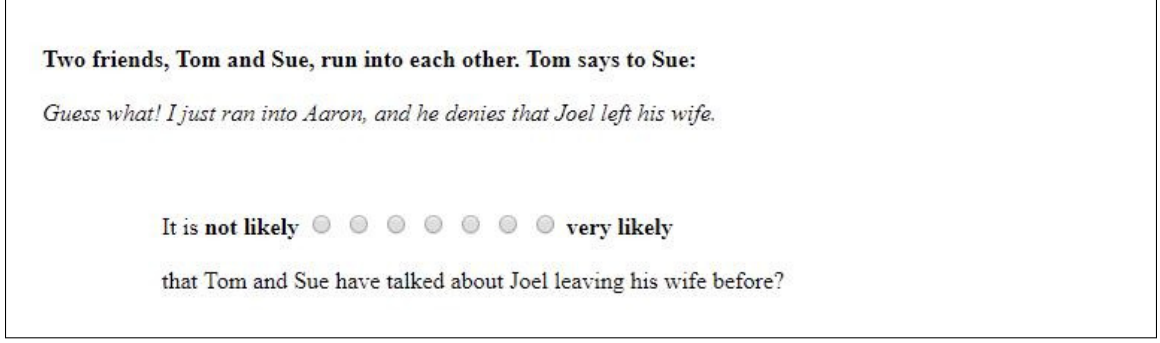 Two friends, Tom and Sue, run into each other. Tom says to Sue:
Guess what! I just ran into Aaron, and he denies that Joel left his wife.
It is not likely very likely
that Tom and Sue have talked about Joel leaving his wife before?